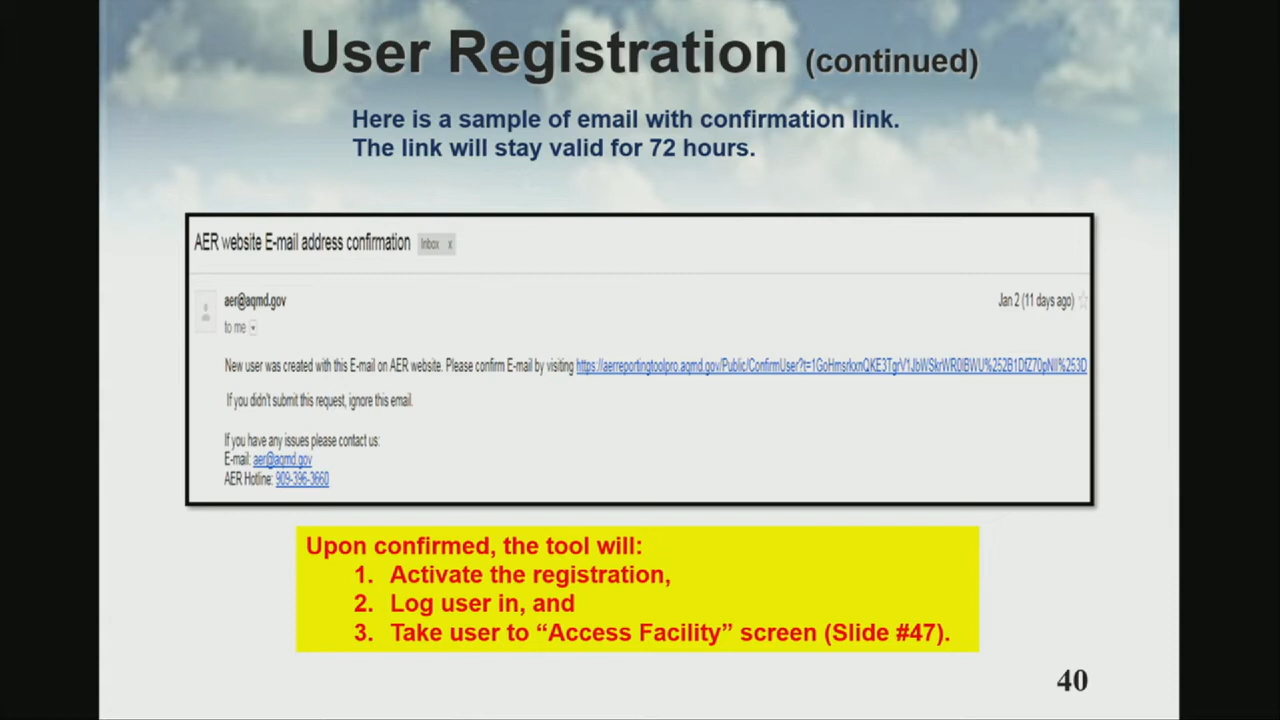 User Registration (continued)
Here is a sample of email with confirmation link.
The link will stay valid for 72 hours.
AER website E-mail address confirmation Inbox x
aer@aqmd.gov Jan 2 (11 days ago)
to me
New user was created with this E-mail on AER website. Please confirm E-mail by visiting
If you didn't submit this request, ignore this email.
If you have any issues please contact us:
E-mail: aer@aqmd.gov
AER Hotline: 909-396-3660
Upon confirmed, the tool will:
1. Activate the registration,
2. Log user in, and
3. Take user to “Access Facility” screen (Slide #47).
40